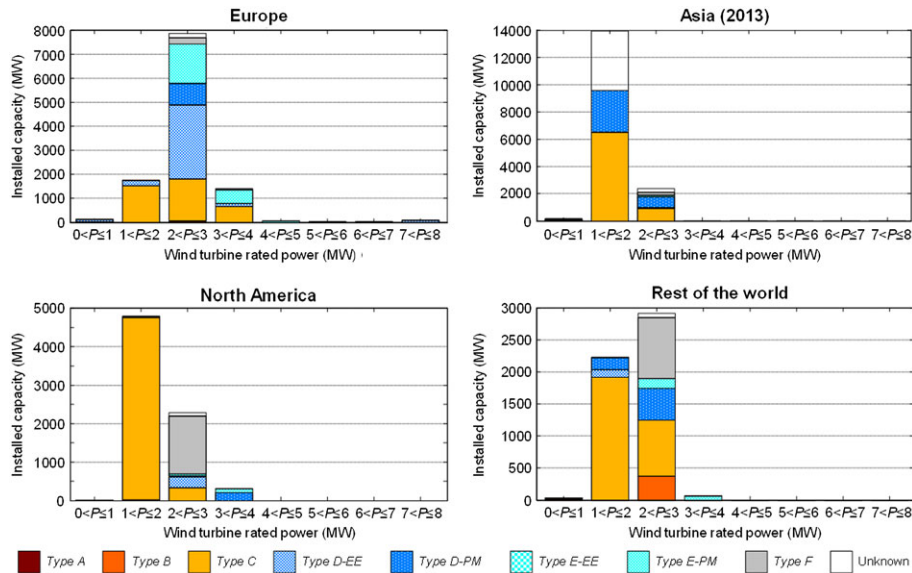 Europe
Installed capacity (MW)
8000
7000
6000
5000
4000
3000
2000
1000
0
0<P≤1 1<P≤2 2<P≤3 3<P≤4 4<P≤5 5<P≤6 6<P≤7 7<P≤8
Wind turbine rated power (MW)
Asia (2013)
Installed capacity (MW)
14000
12000
10000
8000
6000
4000
2000
0
0<P≤1 1<P≤2 2<P≤3 3<P≤4 4<P≤5 5<P≤6 6<P≤7 7<P≤8
Wind turbine rated power (MW)
North America
Installed capacity (MW)
5000
4000
3000
2000
1000
0
0<P≤1 1<P≤2 2<P≤3 3<P≤4 4<P≤5 5<P≤6 6<P≤7 7<P≤8
Wind turbine rated power (MW)
Rest of the world
Installed capacity (MW)
3000
2500
2000
1500
1000
500
0
0<P≤1 1<P≤2 2<P≤3 3<P≤4 4<P≤5 5<P≤6 6<P≤7 7<P≤8
Wind turbine rated power (MW)
Type A Type B Type C Type D-EE Type D-PM Type E-EE Type E-PM Type F Unknown